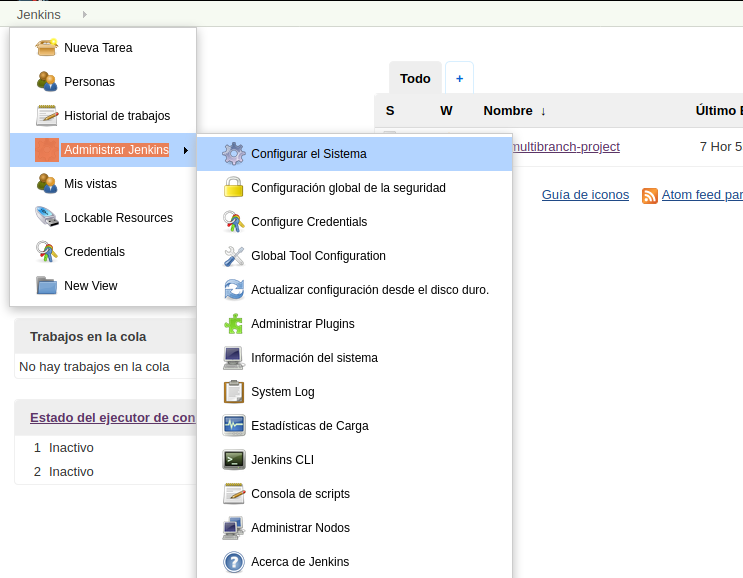 Jenkins
Nueva Tarea
Personas
Historial de trabajos
Administrar Jenkins
Mis vistas
Lockable Resources
Credentials
New View
Configurar el Sistema
Configuración global de la seguridad
Configure Credentials
Global Tool Configuration
Actualizar configuración desde el disco duro.
Administrar Plugins
Información del sistema
System Log
Estadísticas de Carga
Jenkins CLI
Consola de scripts
Administrar Nodos
Acerca de Jenkins
Todo +
S W Nombre ↓ Último
multibranch-project 7 Hor 5
Guía de iconos Atom feed par
Trabajos en la cola
No hay trabajos en la cola
Estado del ejecutor de con
1 Inactivo
2 Inactivo